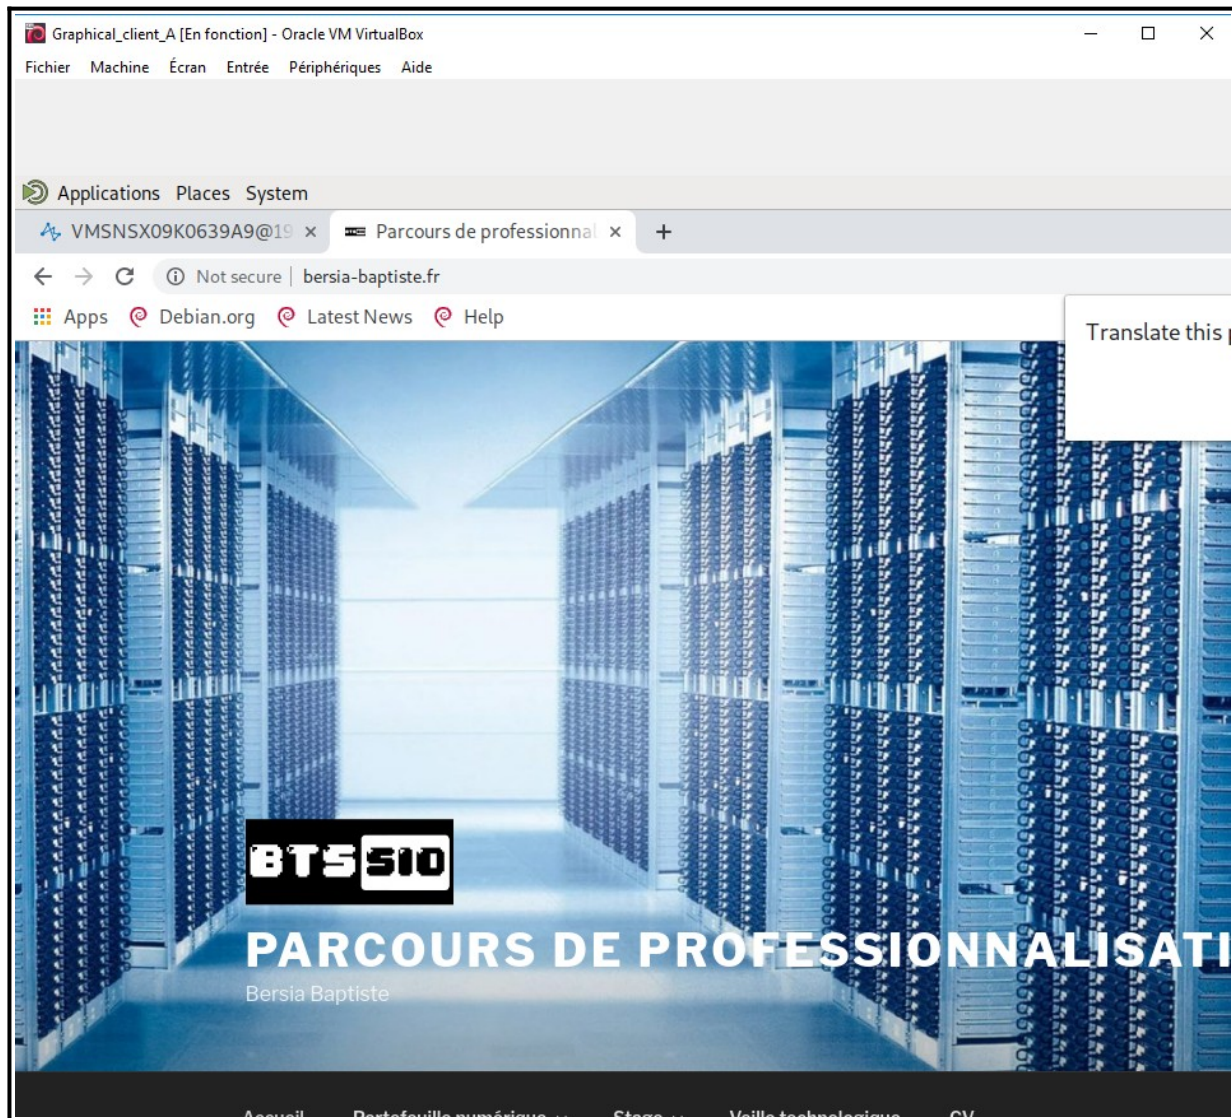 Graphical_client_A [En fonction] - Oracle VM VirtualBox
Fichier Machine Écran Entrée Périphériques Aide
Applications Places System
VMSNSX09K0639A9@19 Parcours de professionnal
Not secure | bersia-baptiste.fr
Apps Debian.org Latest News Help
Translate this
BTS SIO
PARCOURS DE PROFESSIONNALISATI
Bersia Baptiste
Accueil Portefeuille numérique Stage Veille technologique CV